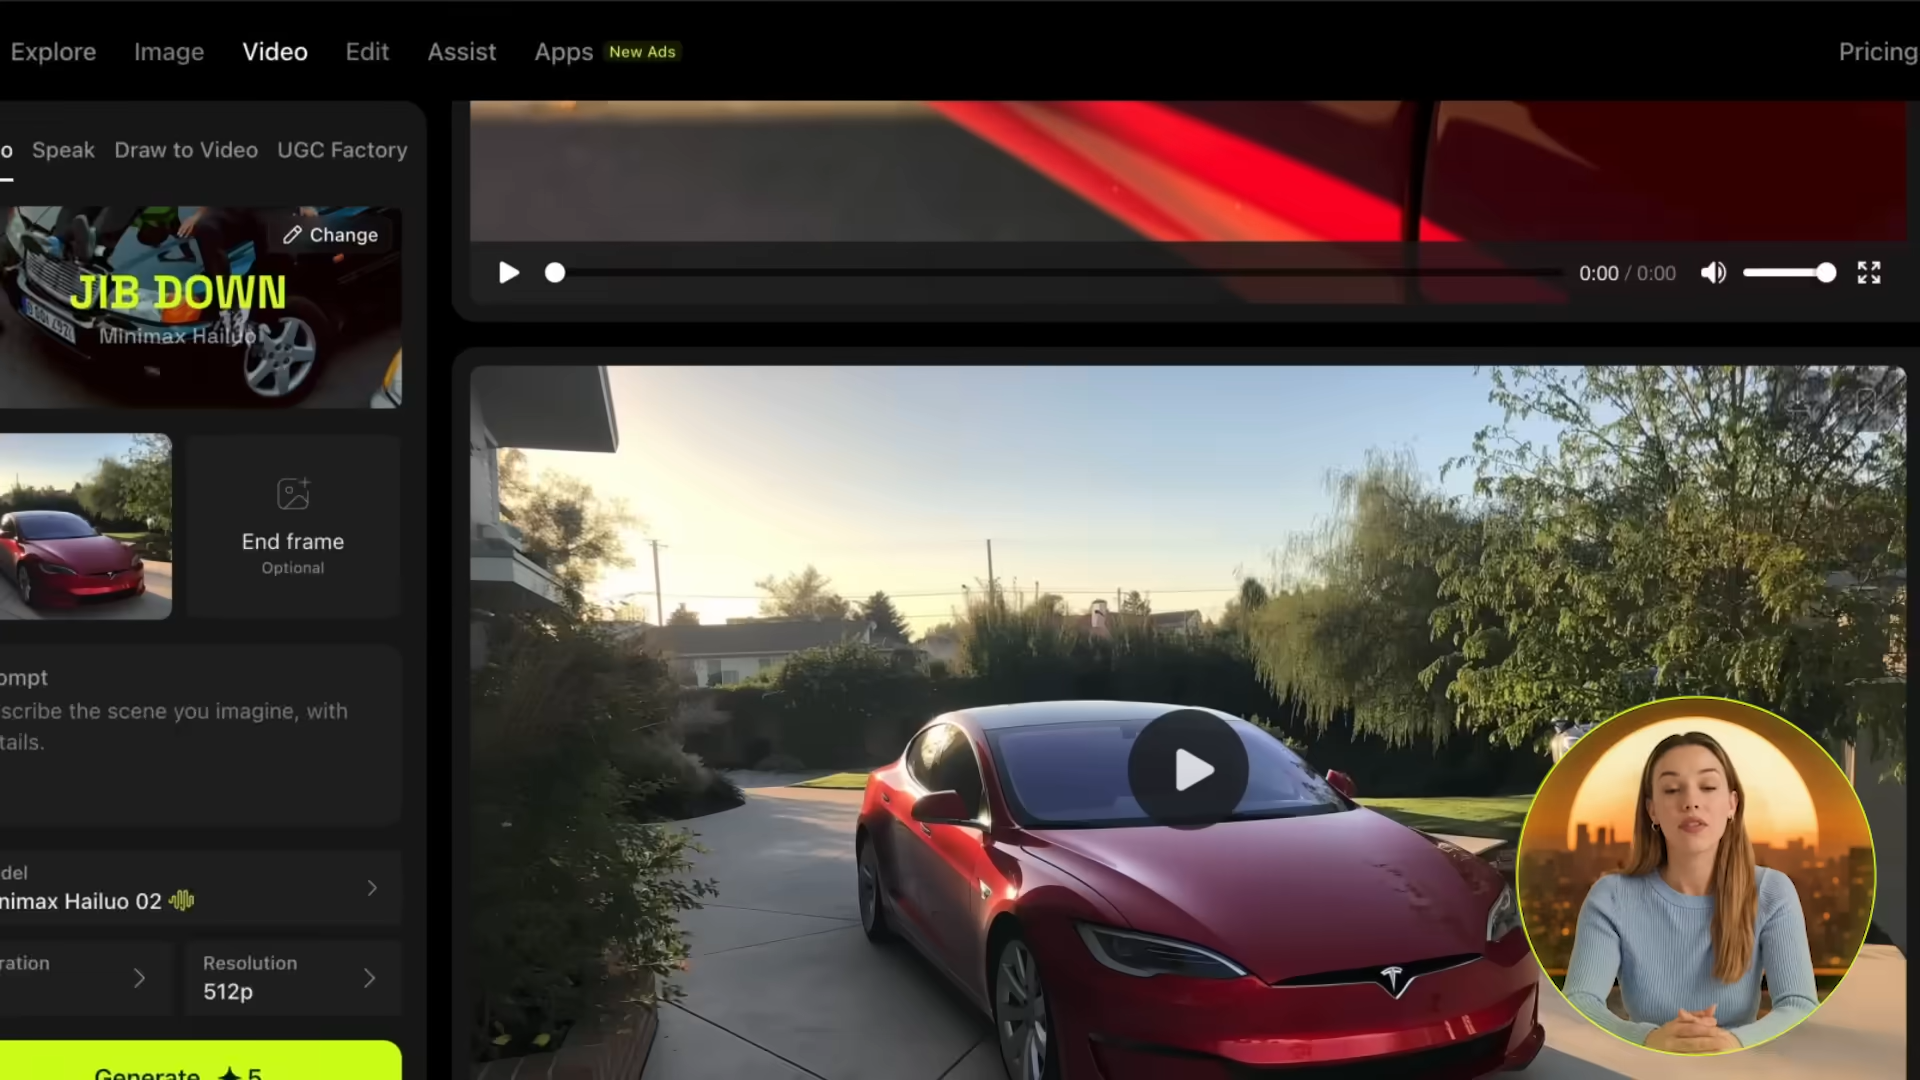 Explore Image Video Edit Assist Apps New Ads Pricing
o Speak Draw to Video UGC Factory
Change
JIB DOWN
Minimax Hailuo
0:00 / 0:00
End frame
Optional
ompt
scribe the scene you imagine, with
tails.
del
nimax Hailuo 02
ration
Resolution
512p
Generate 5